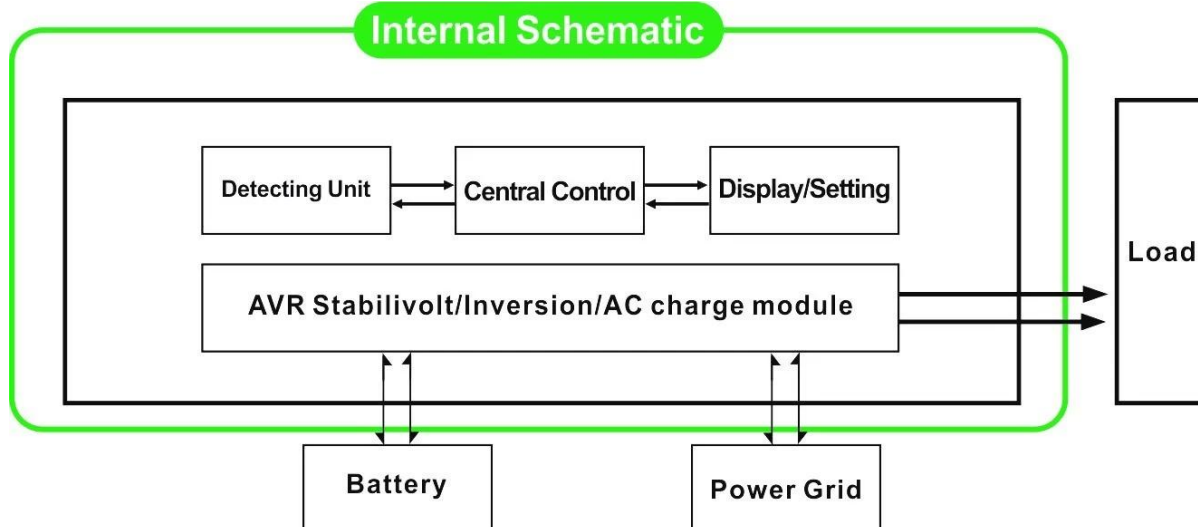 Internal Schematic
Detecting Unit
Central Control
Display/Setting
Load
AVR Stabilivolt/Inversion/AC charge module
Battery
Power Grid